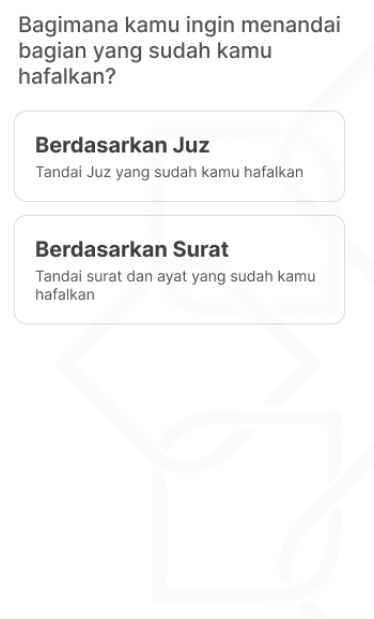 Bagimana kamu ingin menandai
bagian yang sudah kamu
hafalkan?
Berdasarkan Juz
Tandai Juz yang sudah kamu hafalkan
Berdasarkan Surat
Tandai surat dan ayat yang sudah kamu
hafalkan